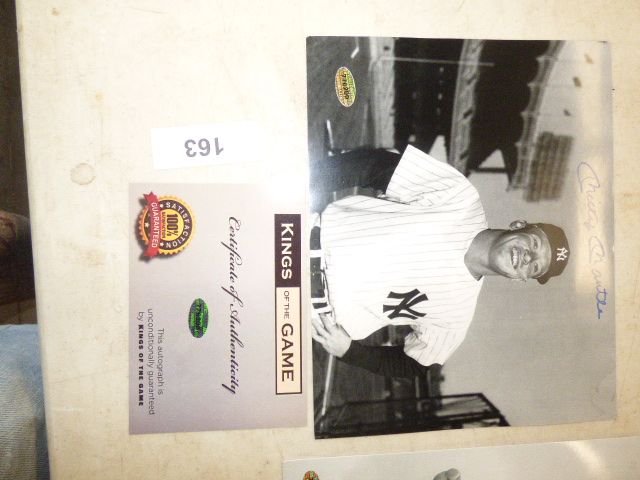 163
KINGS
OF THE
GAME
Certificate of Authenticity
SATISFACTION
100%
GUARANTEED
This autograph is
unconditionally guaranteed
by KINGS OF THE GAME
NY
NY